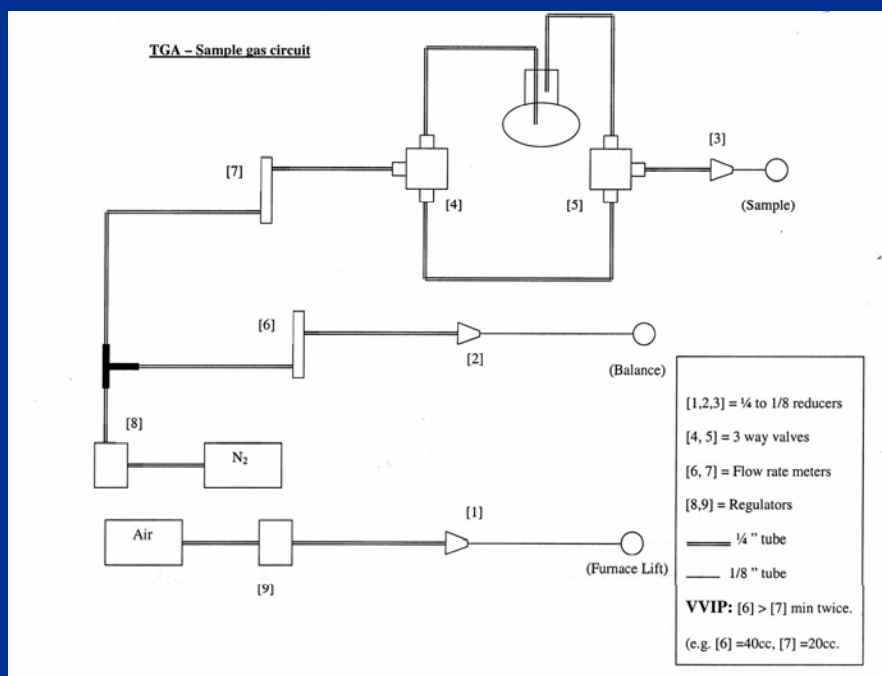 TGA – Sample gas circuit
[3]
[7]
[4]
[5]
(Sample)
[6]
[2]
(Balance)
[8]
N₂
[1]
Air
(Furnace Lift)
[9]
[1,2,3] = ¼ to 1/8 reducers
[4, 5] = 3 way valves
[6, 7] = Flow rate meters
[8,9] = Regulators
¼ ” tube
1/8 ” tube
VVIP: [6] > [7] min twice.
(e.g. [6] =40cc, [7] =20cc.